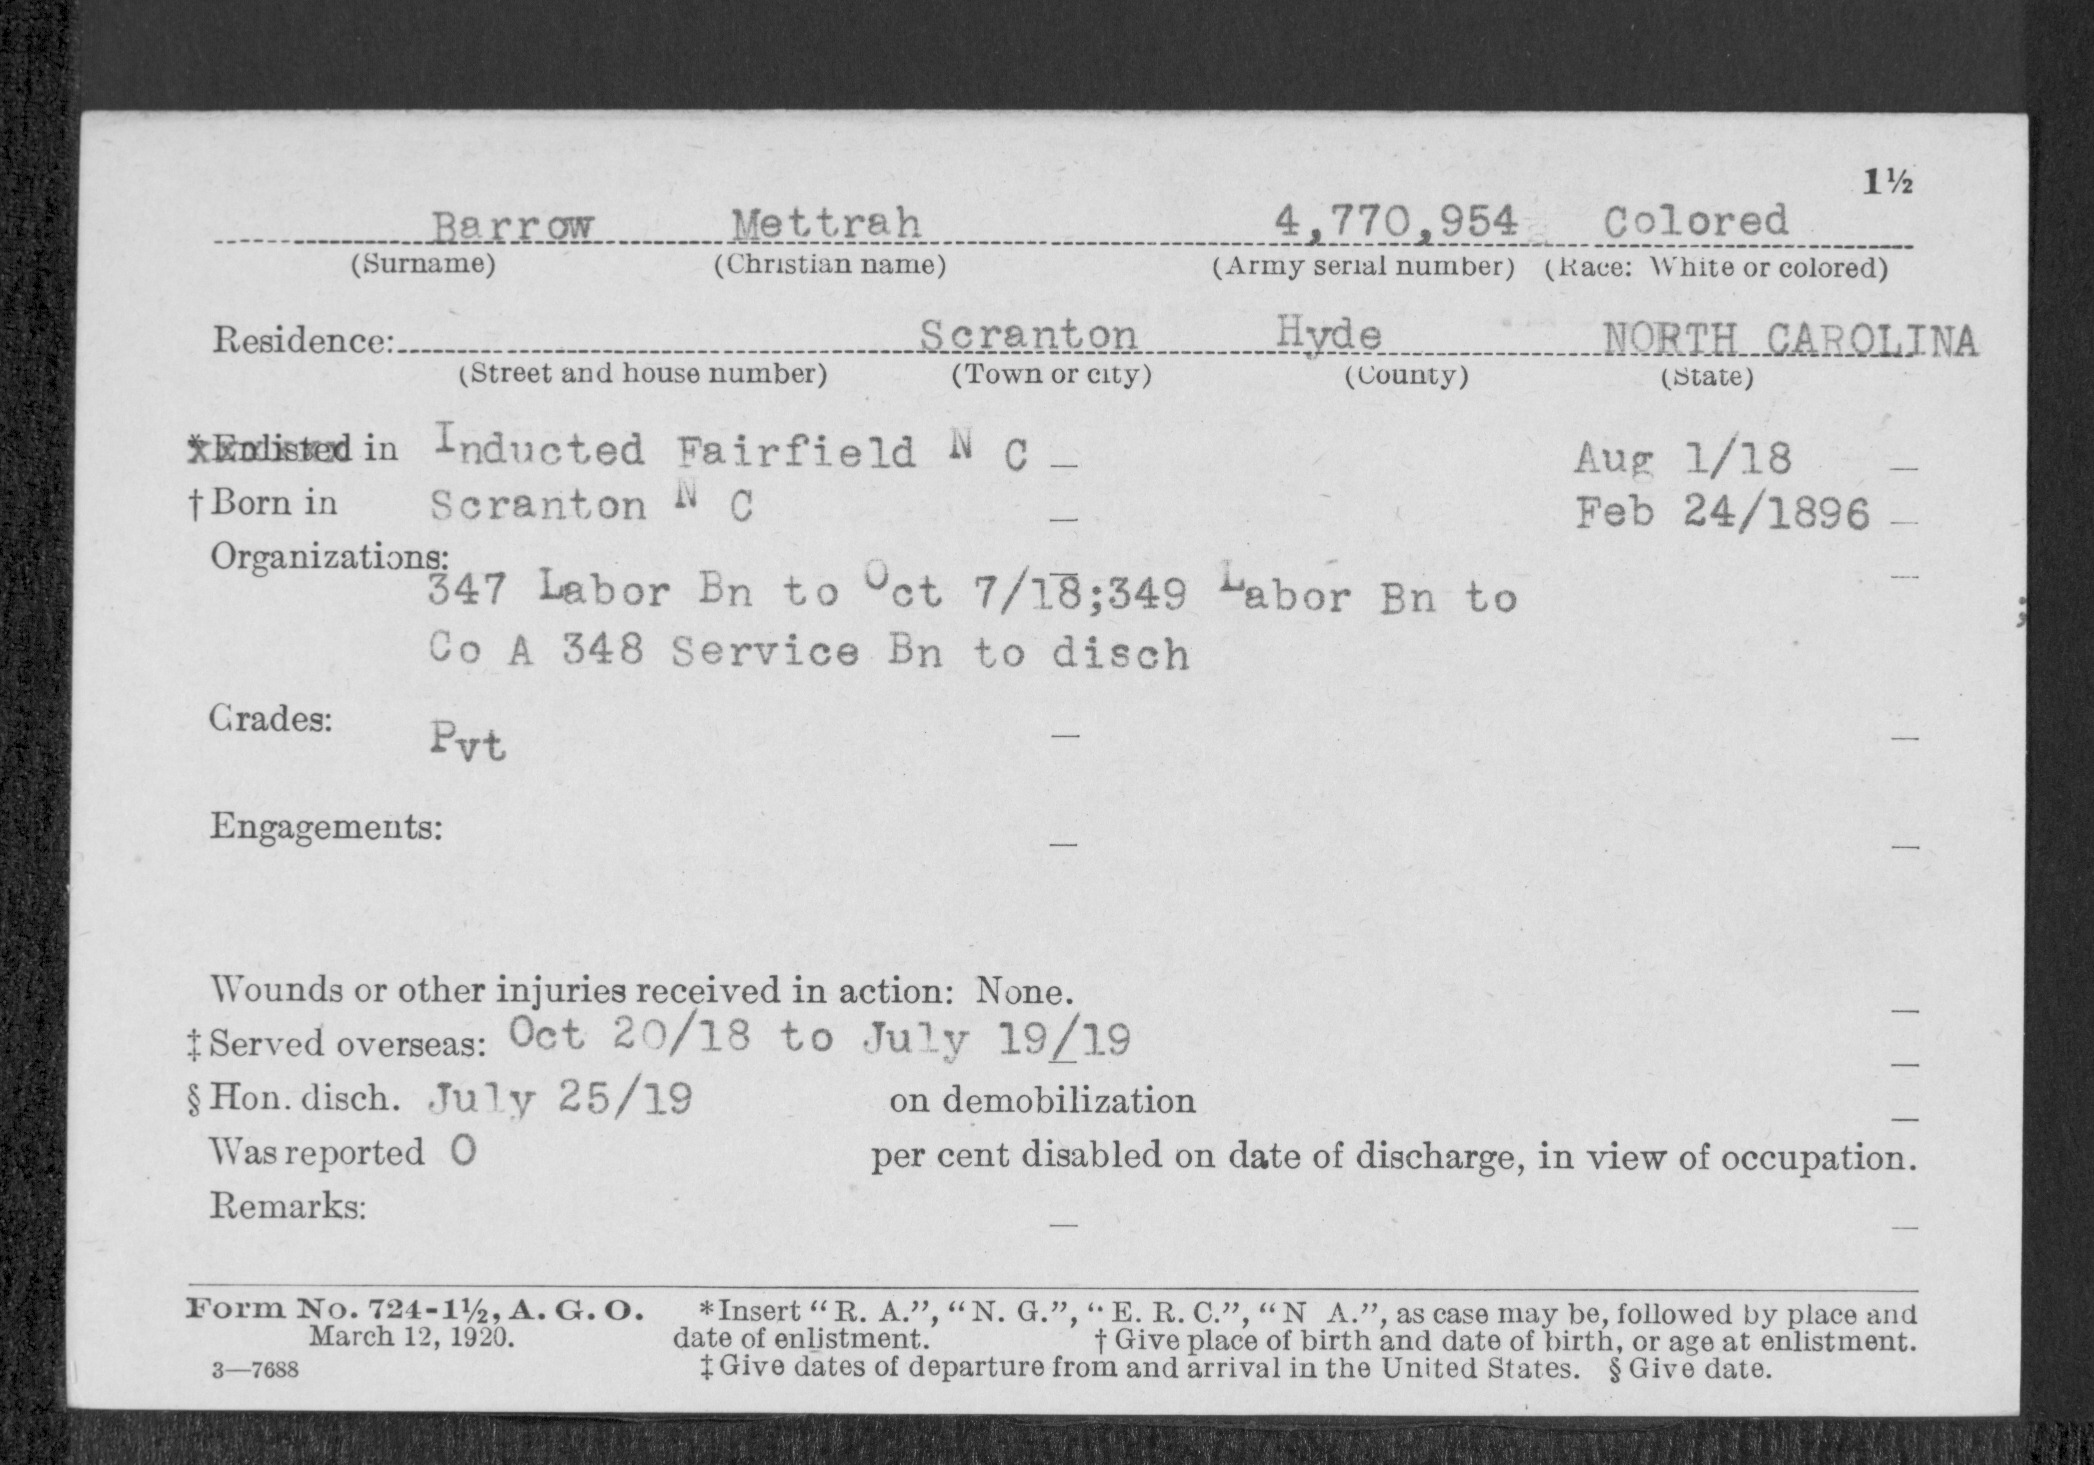 1½
Barrow Mettrah 4,770,954 Colored
(Surname) (Christian name) (Army serial number) (Race: White or colored)
Residence: Scranton Hyde NORTH CAROLINA
(Street and house number) (Town or city) (County) (State)
*Enlisted in Inducted Fairfield N C — Aug 1/18 —
†Born in Scranton N C — Feb 24/1896 —
Organizations: —
347 Labor Bn to Oct 7/18;349 Labor Bn to ;
Co A 348 Service Bn to disch
Grades: Pvt — —
Engagements: — —
Wounds or other injuries received in action: None. —
‡Served overseas: Oct 20/18 to July 19/19 —
§Hon. disch. July 25/19 on demobilization —
Was reported 0 per cent disabled on date of discharge, in view of occupation.
Remarks: — —
Form No. 724-1½, A. G. O. *Insert “R. A.”, “N. G.”, “E. R. C.”, “N A.”, as case may be, followed by place and
March 12, 1920. date of enlistment. †Give place of birth and date of birth, or age at enlistment.
3—7688 ‡Give dates of departure from and arrival in the United States. §Give date.